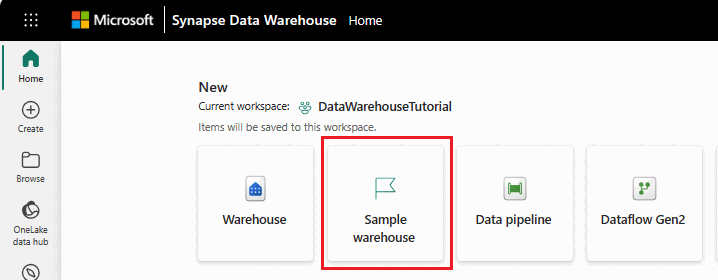 Microsoft Synapse Data Warehouse Home
Home
Create
Browse
OneLake
data hub
New
Current workspace: DataWarehouseTutorial
Items will be saved to this workspace.
Warehouse
Sample
warehouse
Data pipeline
Dataflow Gen2